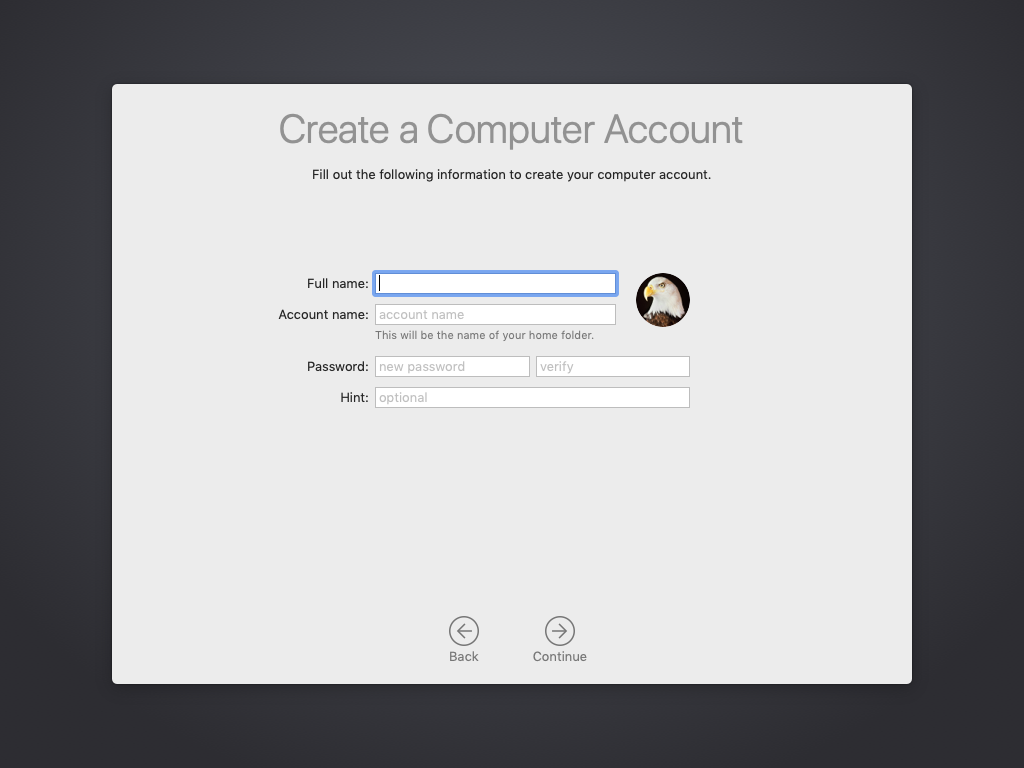 Create a Computer Account
Fill out the following information to create your computer account.
Full name:
Account name: account name
This will be the name of your home folder.
Password: new password verify
Hint: optional
Back Continue